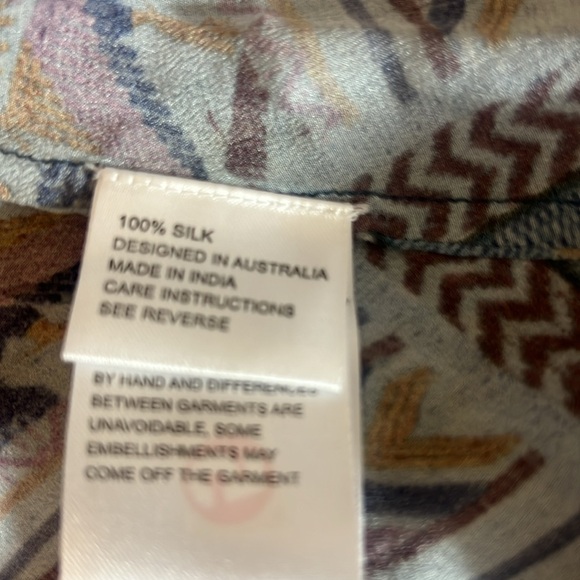 100% SILK
DESIGNED IN AUSTRALIA
MADE IN INDIA
CARE INSTRUCTIONS
SEE REVERSE
BY HAND AND DIFFERENCES
BETWEEN GARMENTS ARE
UNAVOIDABLE, SOME
EMBELLISHMENTS MAY
COME OFF THE GARMENT